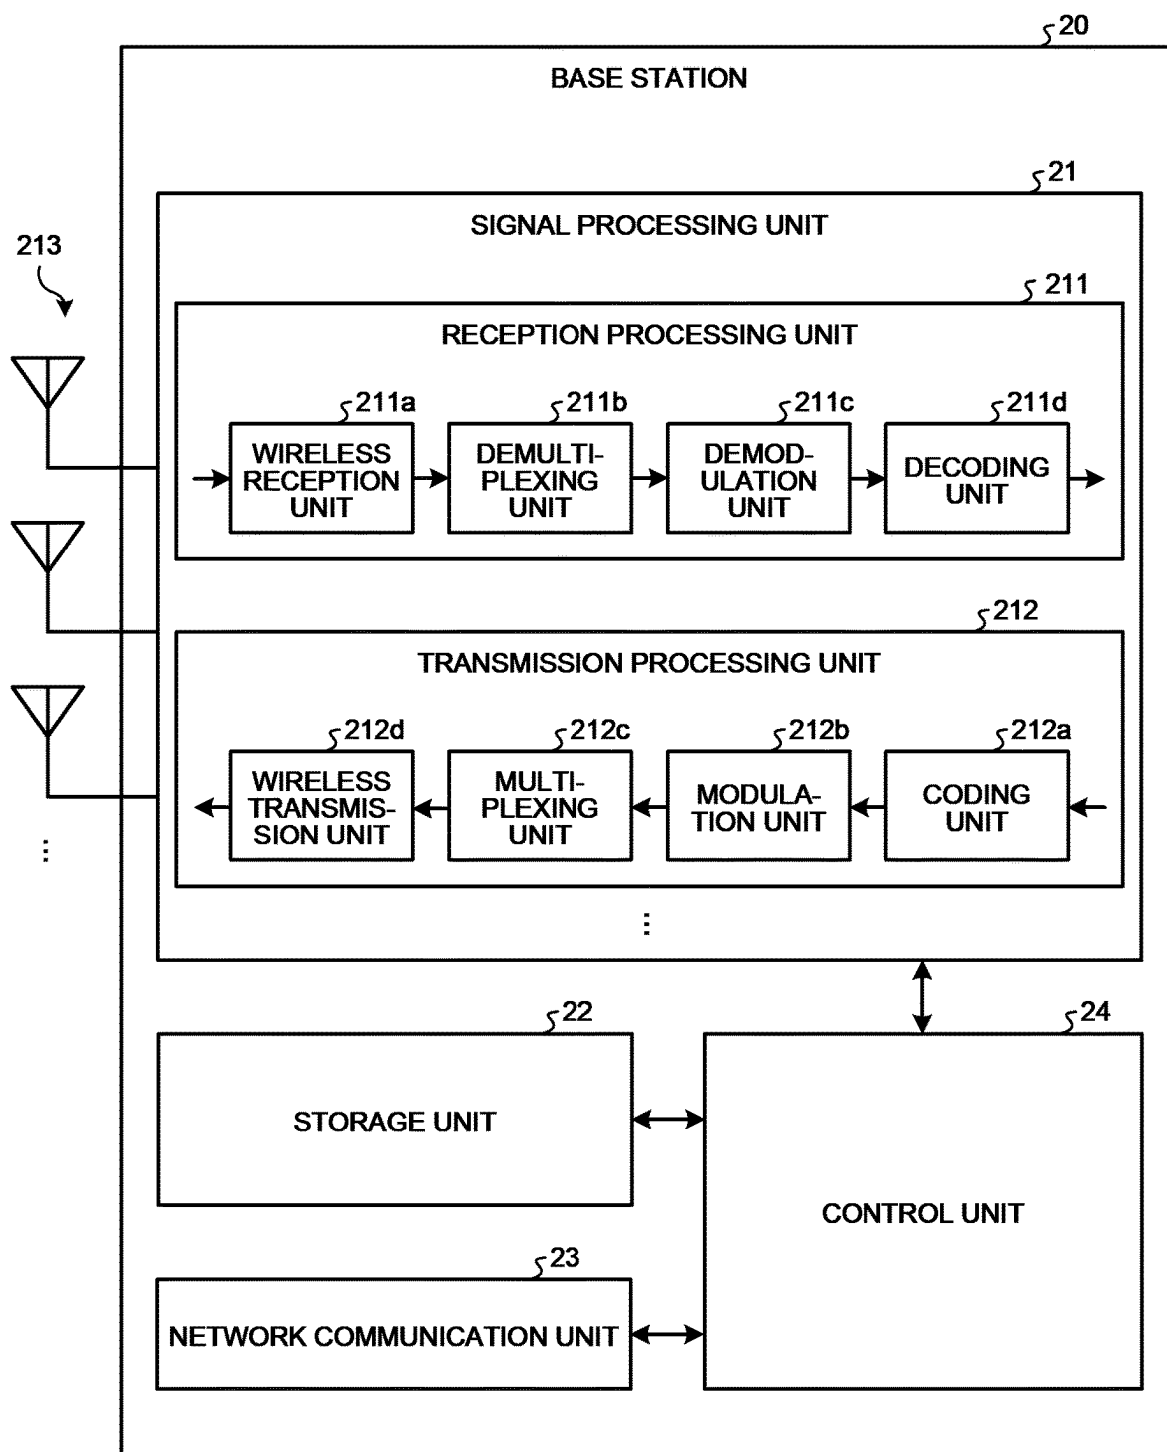 20
BASE STATION
21
SIGNAL PROCESSING UNIT
213
211
RECEPTION PROCESSING UNIT
211a
211b
211c
211d
WIRELESS
RECEPTION
UNIT
DEMULTI-
PLEXING
UNIT
DEMOD-
ULATION
UNIT
DECODING
UNIT
212
TRANSMISSION PROCESSING UNIT
212d
212c
212b
212a
WIRELESS
TRANSMIS-
SION UNIT
MULTI-
PLEXING
UNIT
MODULA-
TION UNIT
CODING
UNIT
...
...
22
24
STORAGE UNIT
CONTROL UNIT
23
NETWORK COMMUNICATION UNIT